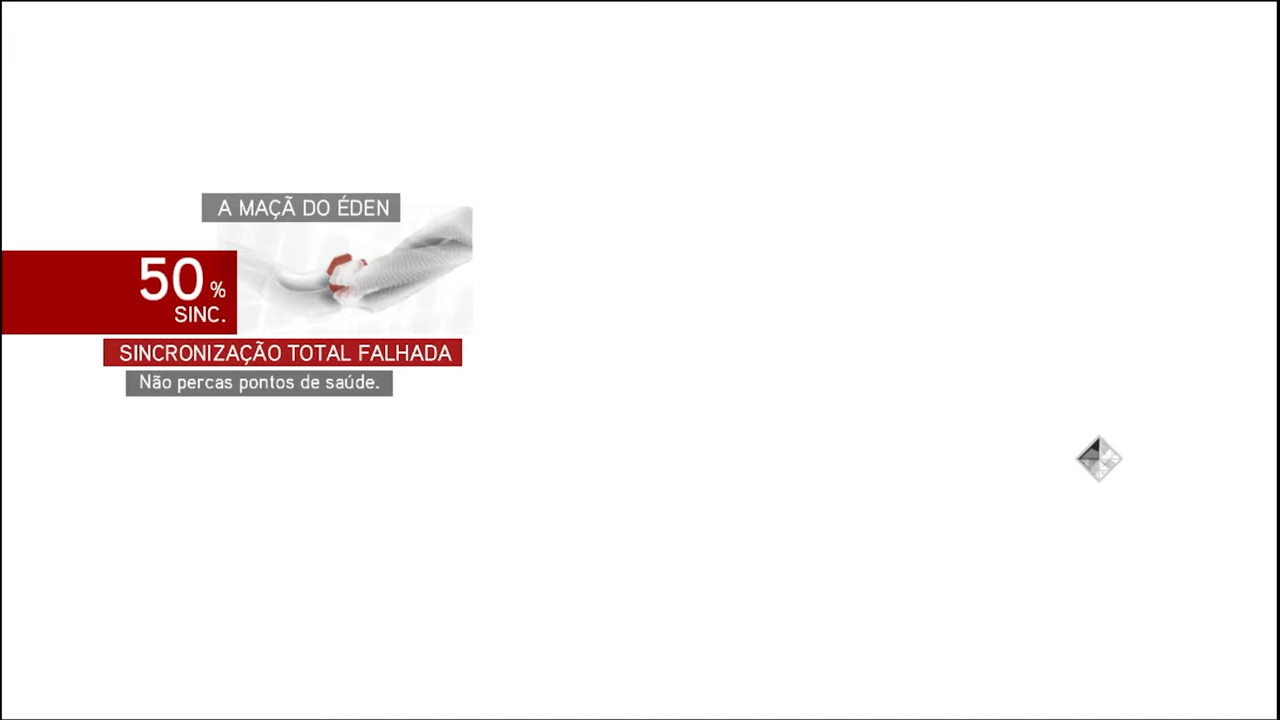 A MAÇÃ DO ÉDEN
50 %
SINC.
SINCRONIZAÇÃO TOTAL FALHADA
Não percas pontos de saúde.